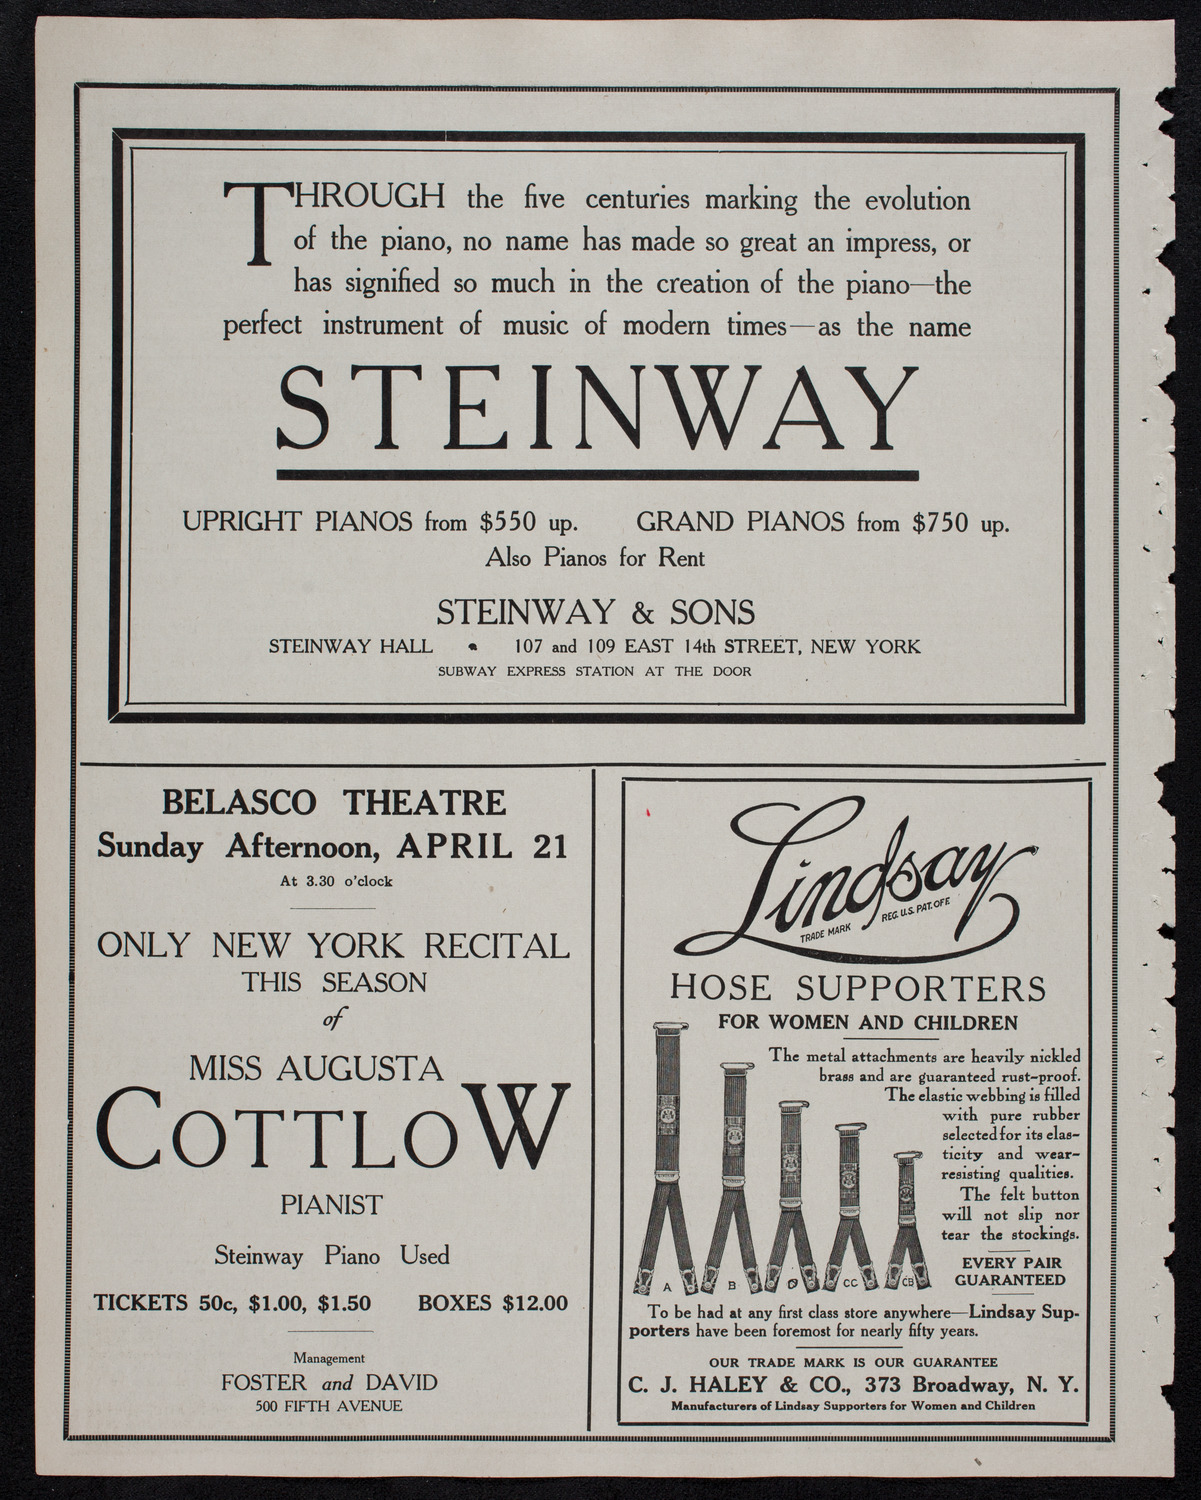 THROUGH the five centuries marking the evolution
of the piano, no name has made so great an impress, or
has signified so much in the creation of the piano—the
perfect instrument of music of modern times—as the name
STEINWAY
UPRIGHT PIANOS from $550 up. GRAND PIANOS from $750 up.
Also Pianos for Rent
STEINWAY & SONS
STEINWAY HALL 107 and 109 EAST 14th STREET, NEW YORK
SUBWAY EXPRESS STATION AT THE DOOR
BELASCO THEATRE
Sunday Afternoon, APRIL 21
At 3.30 o'clock
ONLY NEW YORK RECITAL
THIS SEASON
of
MISS AUGUSTA
COTTLOW
PIANIST
Steinway Piano Used
TICKETS 50c, $1.00, $1.50 BOXES $12.00
Management
FOSTER and DAVID
500 FIFTH AVENUE
Lindsay
TRADE MARK REG. U.S. PAT. OFF.
HOSE SUPPORTERS
FOR WOMEN AND CHILDREN
The metal attachments are heavily nickled
brass and are guaranteed rust-proof.
The elastic webbing is filled
with pure rubber
selected for its elas-
ticity and wear-
resisting qualities.
The felt button
will not slip nor
tear the stockings.
EVERY PAIR
GUARANTEED
A B CC CB
To be had at any first class store anywhere—Lindsay Sup-
porters have been foremost for nearly fifty years.
OUR TRADE MARK IS OUR GUARANTEE
C. J. HALEY & CO., 373 Broadway, N. Y.
Manufacturers of Lindsay Supporters for Women and Children